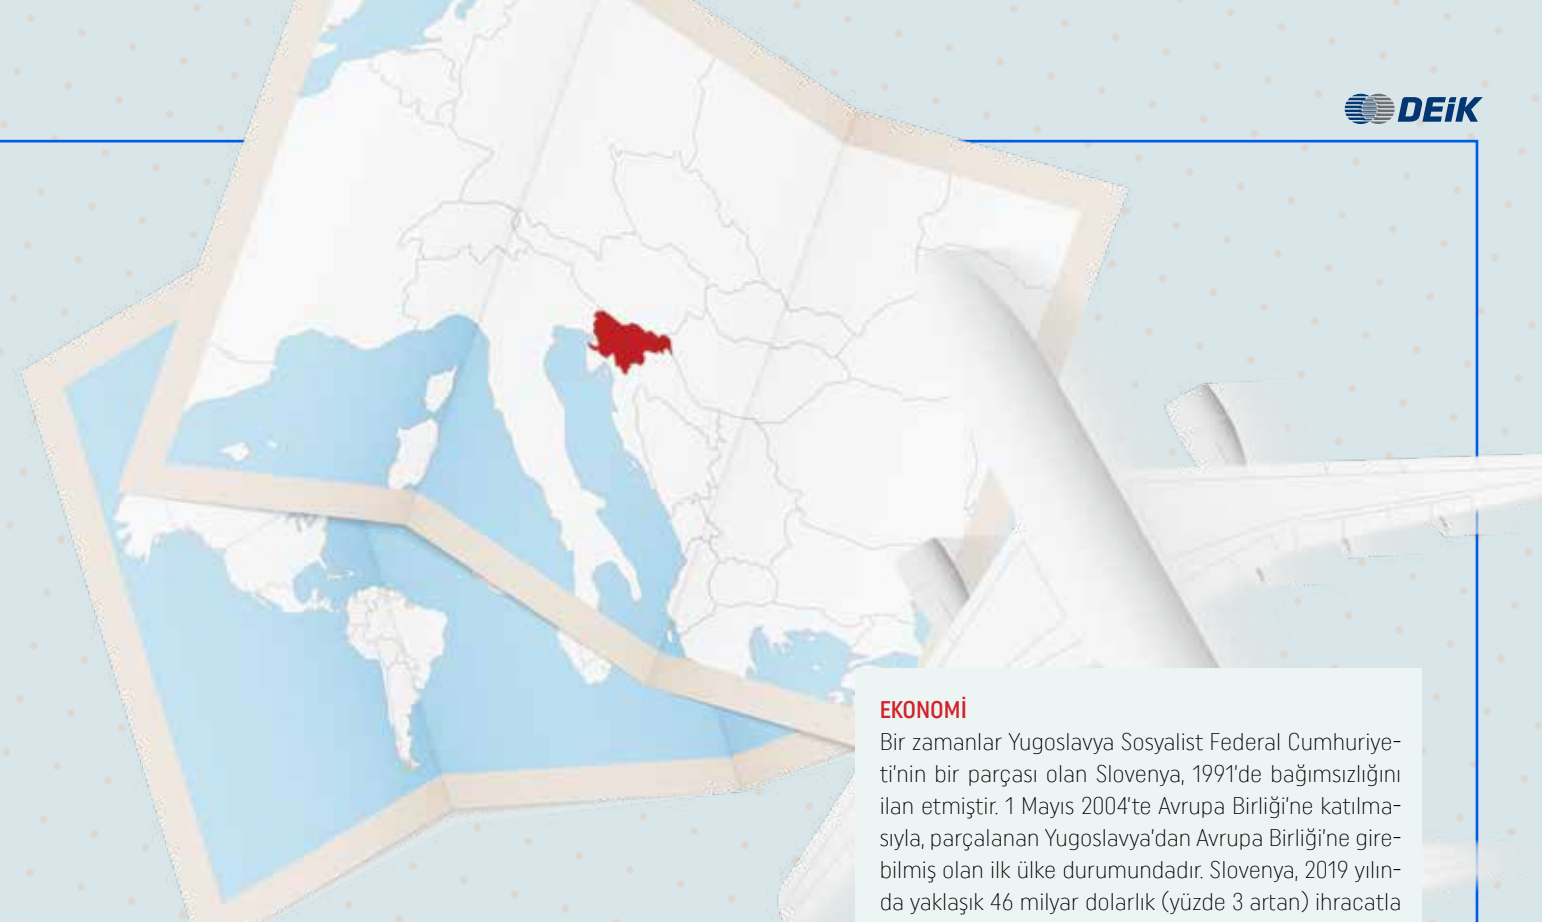 DEiK
EKONOMİ
Bir zamanlar Yugoslavya Sosyalist Federal Cumhuriye-
ti'nin bir parçası olan Slovenya, 1991'de bağımsızlığını
ilan etmiştir. 1 Mayıs 2004'te Avrupa Birliği'ne katılma-
sıyla, parçalanan Yugoslavya'dan Avrupa Birliği'ne gire-
bilmiş olan ilk ülke durumundadır. Slovenya, 2019 yılın-
da yaklaşık 46 milyar dolarlık (yüzde 3 artan) ihracatla